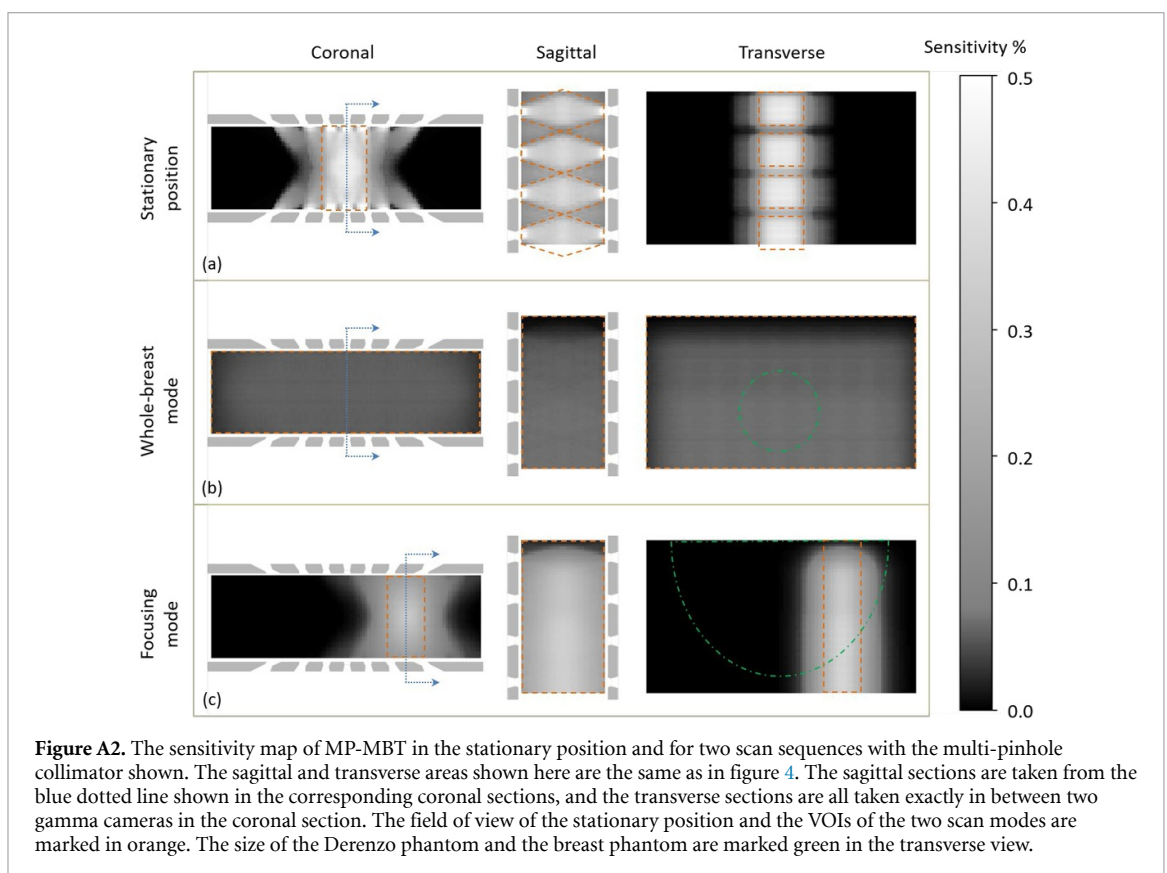 Coronal
Sagittal
Transverse
Sensitivity %
Stationary
position
(a)
Whole-breast
mode
(b)
Focusing
mode
(c)
0.5
0.4
0.3
0.2
0.1
0.0
Figure A2. The sensitivity map of MP-MBT in the stationary position and for two scan sequences with the multi-pinhole
collimator shown. The sagittal and transverse areas shown here are the same as in figure 4. The sagittal sections are taken from the
blue dotted line shown in the corresponding coronal sections, and the transverse sections are all taken exactly in between two
gamma cameras in the coronal section. The field of view of the stationary position and the VOIs of the two scan modes are
marked in orange. The size of the Derenzo phantom and the breast phantom are marked green in the transverse view.